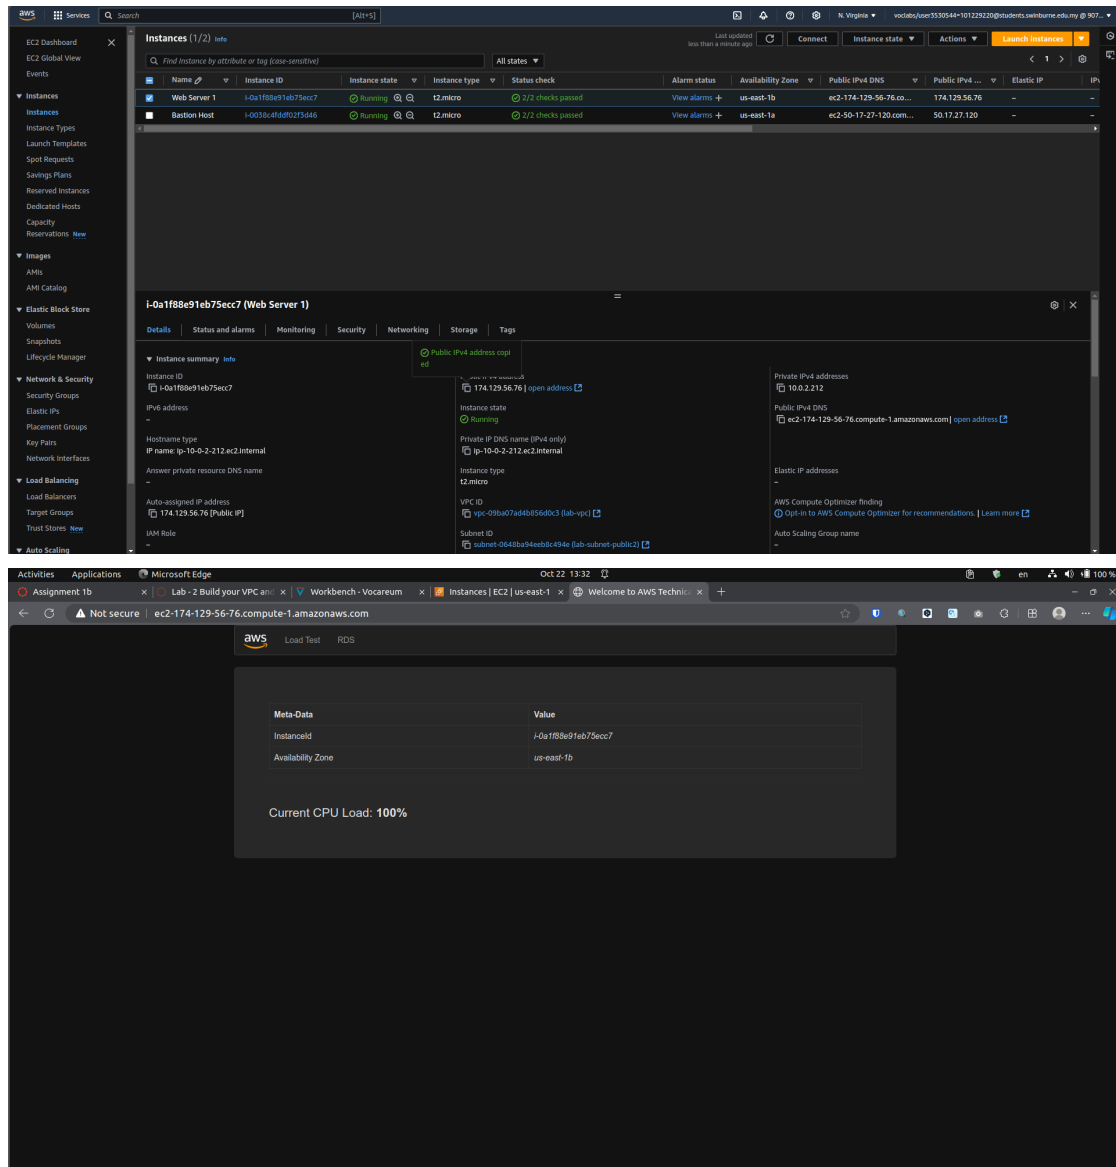 aws Services Search [Alt+S] N. Virginia voclabs/user3530544=101229220@students.swinburne.edu.my @ 907...
EC2 Dashboard
EC2 Global View
Events
Instances
Instances
Instance Types
Launch Templates
Spot Requests
Savings Plans
Reserved Instances
Dedicated Hosts
Capacity
Reservations New
Images
AMIs
AMI Catalog
Elastic Block Store
Volumes
Snapshots
Lifecycle Manager
Network & Security
Security Groups
Elastic IPs
Placement Groups
Key Pairs
Network Interfaces
Load Balancing
Load Balancers
Target Groups
Trust Stores New
Auto Scaling
Instances (1/2) Info
Last updated
less than a minute ago
Connect Instance state Actions Launch instances
Find Instance by attribute or tag (case-sensitive) All states 1
Name Instance ID Instance state Instance type Status check Alarm status Availability Zone Public IPv4 DNS Public IPv4 ... Elastic IP
Web Server 1 i-0a1f88e91eb75ecc7 Running t2.micro 2/2 checks passed View alarms + us-east-1b ec2-174-129-56-76.co... 174.129.56.76 –
Bastion Host i-0038c4fddf02f3d46 Running t2.micro 2/2 checks passed View alarms + us-east-1a ec2-50-17-27-120.com... 50.17.27.120 –
i-0a1f88e91eb75ecc7 (Web Server 1)
Details Status and alarms Monitoring Security Networking Storage Tags
Public IPv4 address copi
ed
Instance summary Info
Instance ID
i-0a1f88e91eb75ecc7
174.129.56.76 | open address
Private IPv4 addresses
10.0.2.212
IPv6 address
–
Instance state
Running
Public IPv4 DNS
ec2-174-129-56-76.compute-1.amazonaws.com | open address
Hostname type
IP name: ip-10-0-2-212.ec2.internal
Private IP DNS name (IPv4 only)
ip-10-0-2-212.ec2.internal
Answer private resource DNS name
–
Instance type
t2.micro
Elastic IP addresses
–
Auto-assigned IP address
174.129.56.76 [Public IP]
VPC ID
vpc-09ba07ad4b856d0c3 (lab-vpc)
AWS Compute Optimizer finding
Opt-in to AWS Compute Optimizer for recommendations. | Learn more
IAM Role
–
Subnet ID
subnet-0648ba94eeb8c494e (lab-subnet-public2)
Auto Scaling Group name
–
Activities Applications Microsoft Edge Oct 22 13:32 en 100 %
Assignment 1b Lab - 2 Build your VPC and Workbench - Vocareum Instances | EC2 | us-east-1 Welcome to AWS Technic
Not secure ec2-174-129-56-76.compute-1.amazonaws.com
aws Load Test RDS
Meta-Data Value
InstanceId i-0a1f88e91eb75ecc7
Availability Zone us-east-1b
Current CPU Load: 100%